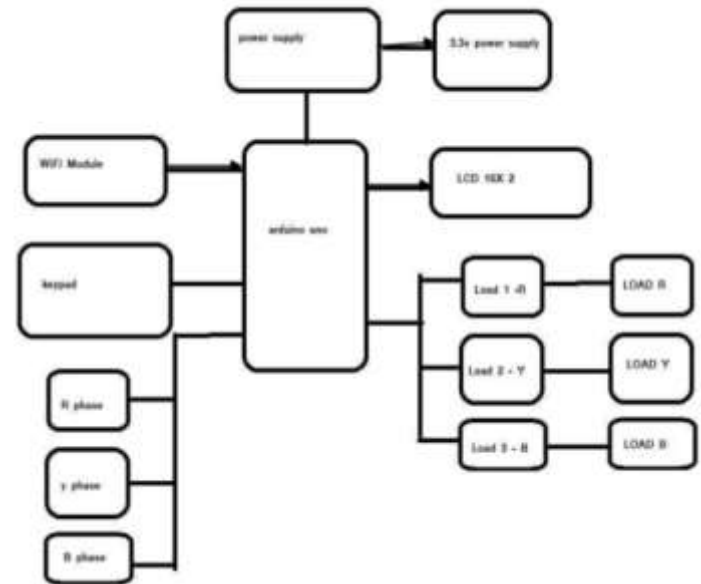 power supply
3.3v power supply
WiFi Module
LCD 16X 2
arduino uno
keypad
Load 1 -R
LOAD R
Load 2 - Y
LOAD Y
R phase
Load 3 - B
LOAD B
y phase
B phase